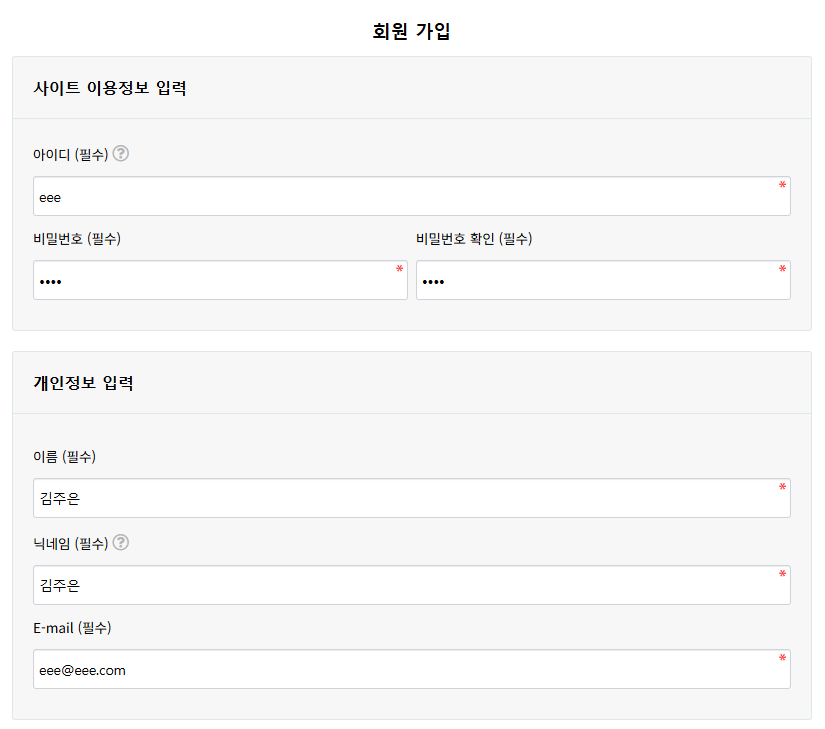 회원 가입
사이트 이용정보 입력
아이디 (필수) ?
eee *
비밀번호 (필수) 비밀번호 확인 (필수)
•••• * •••• *
개인정보 입력
이름 (필수)
김주은 *
닉네임 (필수) ?
김주은 *
E-mail (필수)
eee@eee.com *